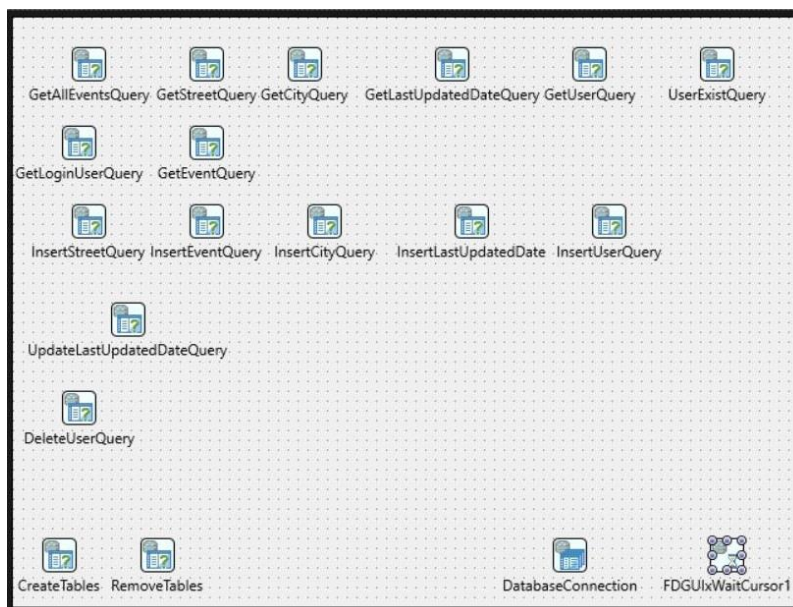 GetAllEventsQuery GetStreetQuery GetCityQuery GetLastUpdatedDateQuery GetUserQuery UserExistQuery
GetLoginUserQuery GetEventQuery
InsertStreetQuery InsertEventQuery InsertCityQuery InsertLastUpdatedDate InsertUserQuery
UpdateLastUpdatedDateQuery
DeleteUserQuery
CreateTables RemoveTables DatabaseConnection FDGUIxWaitCursor1